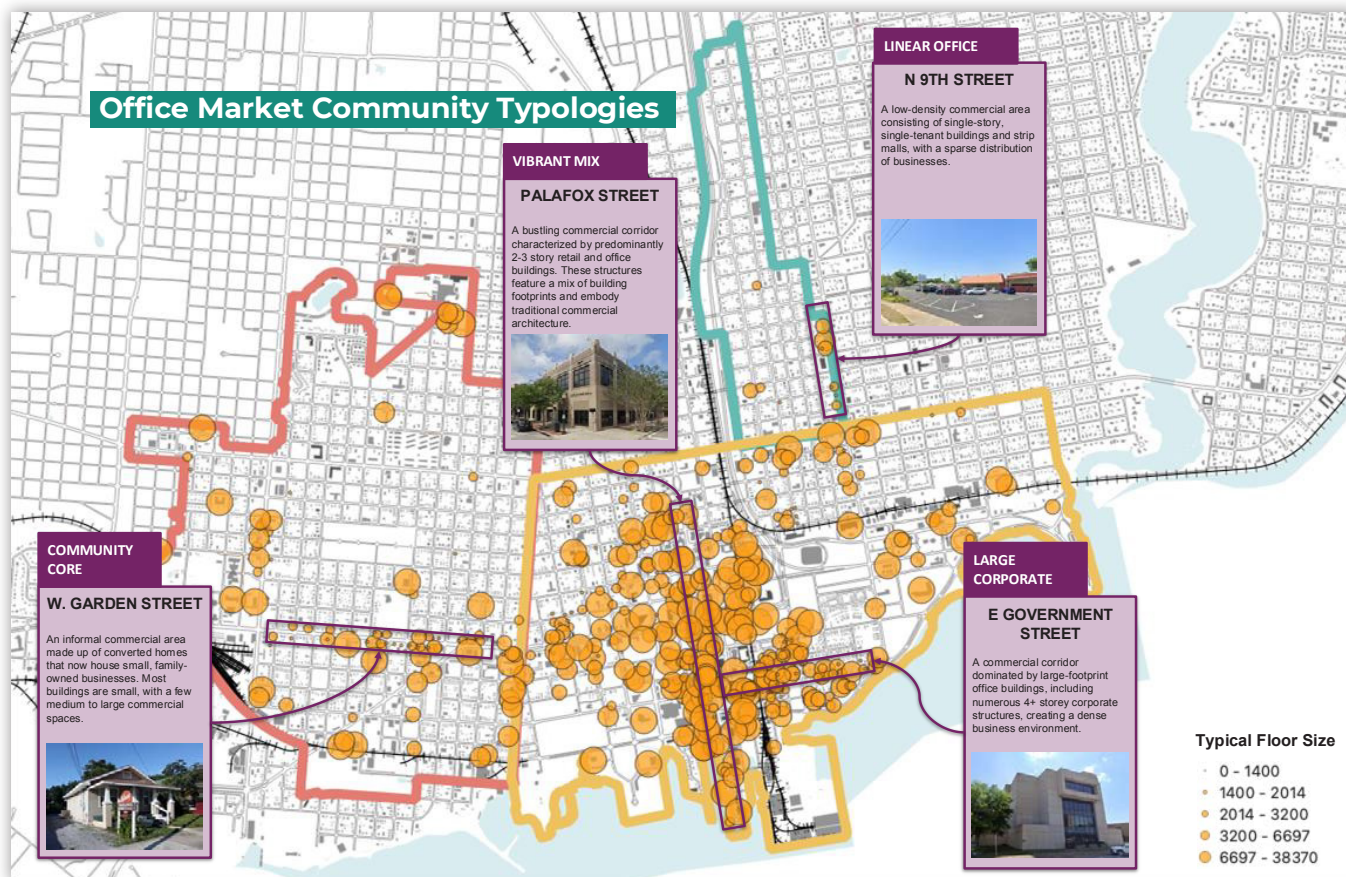 Office Market Community Typologies
LINEAR OFFICE
N 9TH STREET
A low-density commercial area
consisting of single-story,
single-tenant buildings and strip
malls, with a sparse distribution
of businesses.
VIBRANT MIX
PALAFOX STREET
A bustling commercial corridor
characterized by predominantly
2-3 story retail and office
buildings. These structures
feature a mix of building
footprints and embody
traditional commercial
architecture.
COMMUNITY
CORE
W. GARDEN STREET
An informal commercial area
made up of converted homes
that now house small, family-
owned businesses. Most
buildings are small, with a few
medium to large commercial
spaces.
LARGE
CORPORATE
E GOVERNMENT
STREET
A commercial corridor
dominated by large-footprint
office buildings, including
numerous 4+ storey corporate
structures, creating a dense
business environment.
Typical Floor Size
0 - 1400
1400 - 2014
2014 - 3200
3200 - 6697
6697 - 38370